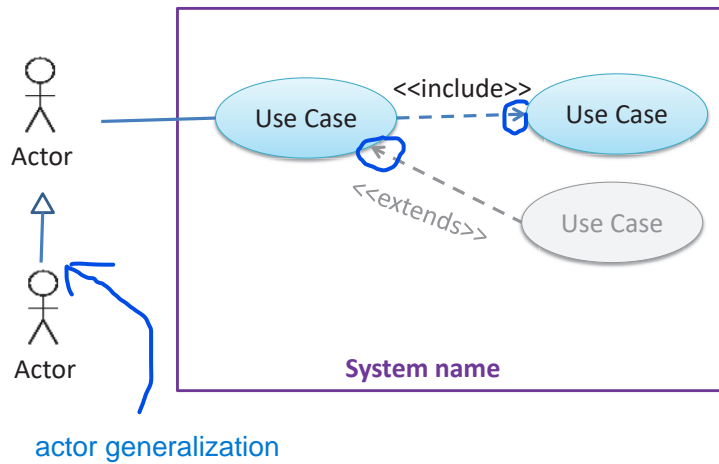 <<include>>
Use Case
Use Case
Actor
<<extends>>
Use Case
Actor
System name
actor generalization